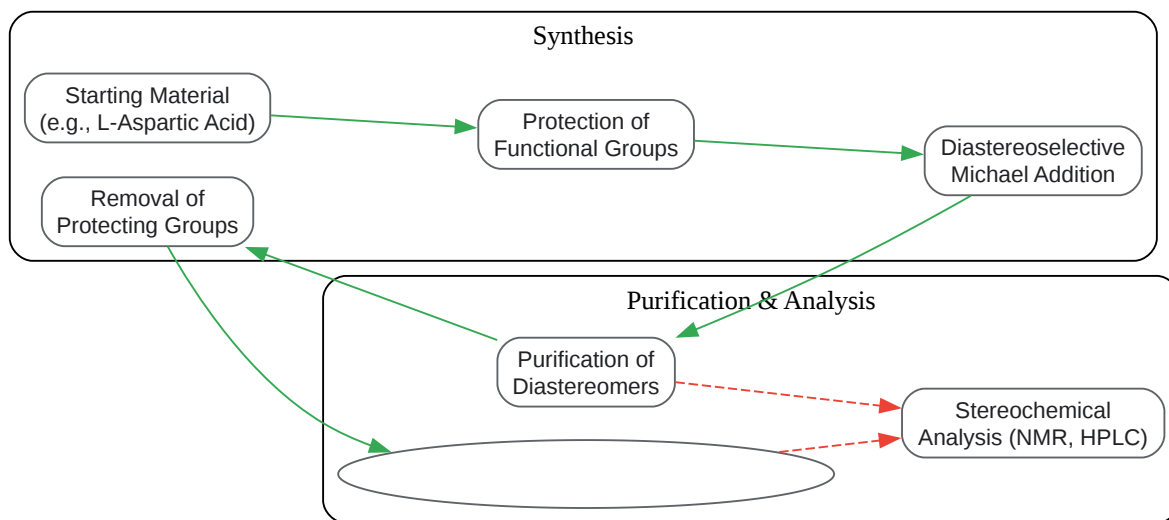 Synthesis
Starting Material
(e.g., L-Aspartic Acid)
Protection of
Functional Groups
Diastereoselective
Michael Addition
Removal of
Protecting Groups
Purification & Analysis
Purification of
Diastereomers
Stereochemical
Analysis (NMR, HPLC)